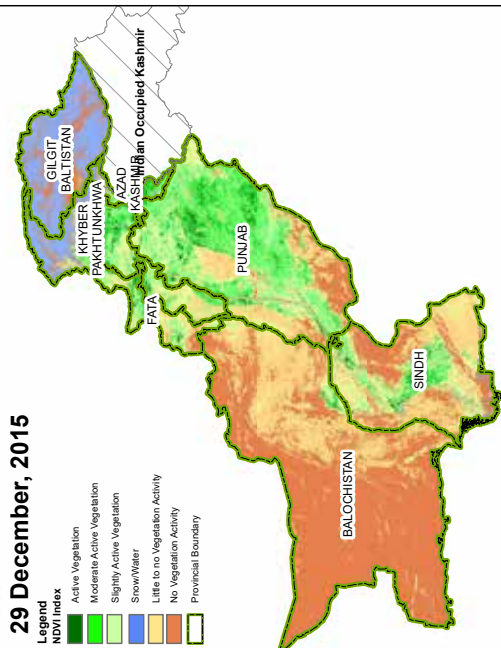 29 December, 2015
Legend
NDVI Index
Active Vegetation
Moderate Active Vegetation
Slightly Active Vegetation
Snow/Water
Little to no Vegetation Activity
No Vegetation Activity
Provincial Boundary
GILGIT
BALTISTAN
KHYBER
PAKHTUNKHWA
AZAD
KASHMIR
Indian Occupied Kashmir
FATA
PUNJAB
BALOCHISTAN
SINDH